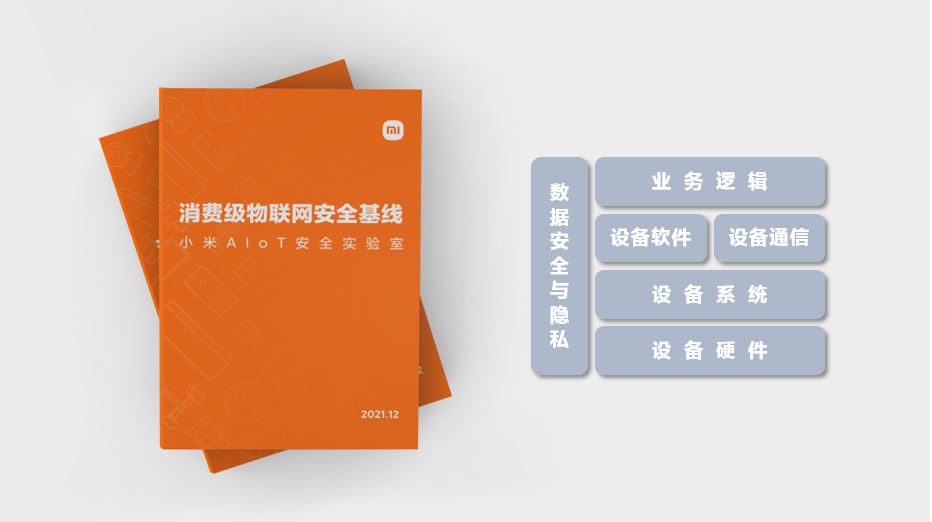 mi
消费级物联网安全基线
小米AIoT安全实验室
2021.12
数据安全与隐私
业务逻辑
设备软件
设备通信
设备系统
设备硬件